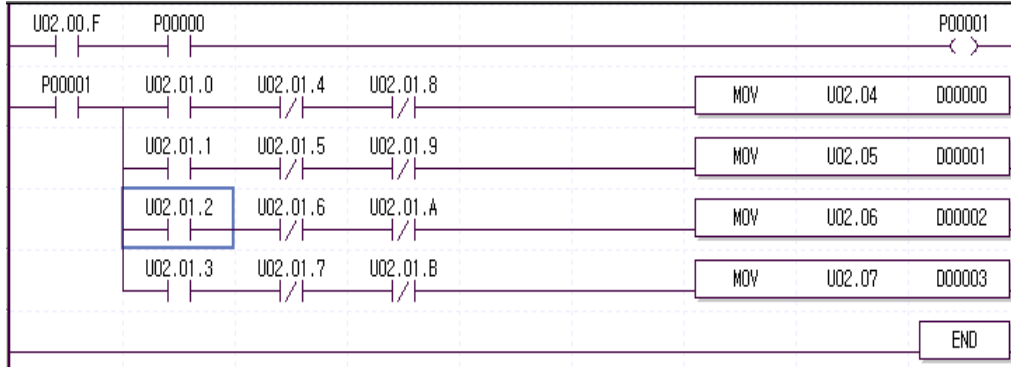 U02.00.F P00000 P00001
P00001 U02.01.0 U02.01.4 U02.01.8
MOV U02.04 D00000
U02.01.1 U02.01.5 U02.01.9
MOV U02.05 D00001
U02.01.2 U02.01.6 U02.01.A
MOV U02.06 D00002
U02.01.3 U02.01.7 U02.01.B
MOV U02.07 D00003
END